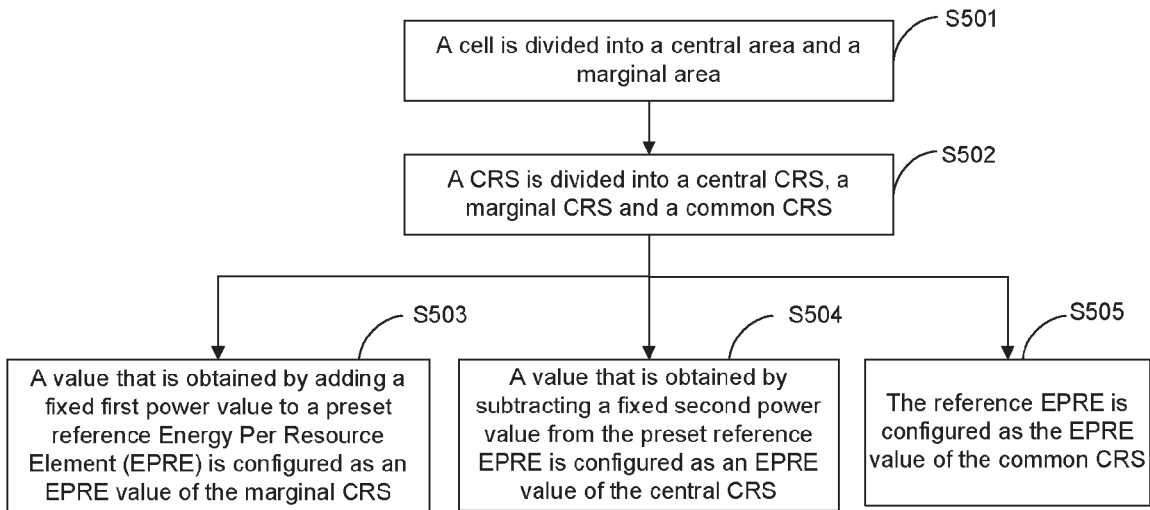 S501
A cell is divided into a central area and a
marginal area
S502
A CRS is divided into a central CRS, a
marginal CRS and a common CRS
S503
A value that is obtained by adding a
fixed first power value to a preset
reference Energy Per Resource
Element (EPRE) is configured as an
EPRE value of the marginal CRS
S504
A value that is obtained by
subtracting a fixed second power
value from the preset reference
EPRE is configured as an EPRE
value of the central CRS
S505
The reference EPRE is
configured as the EPRE
value of the common CRS